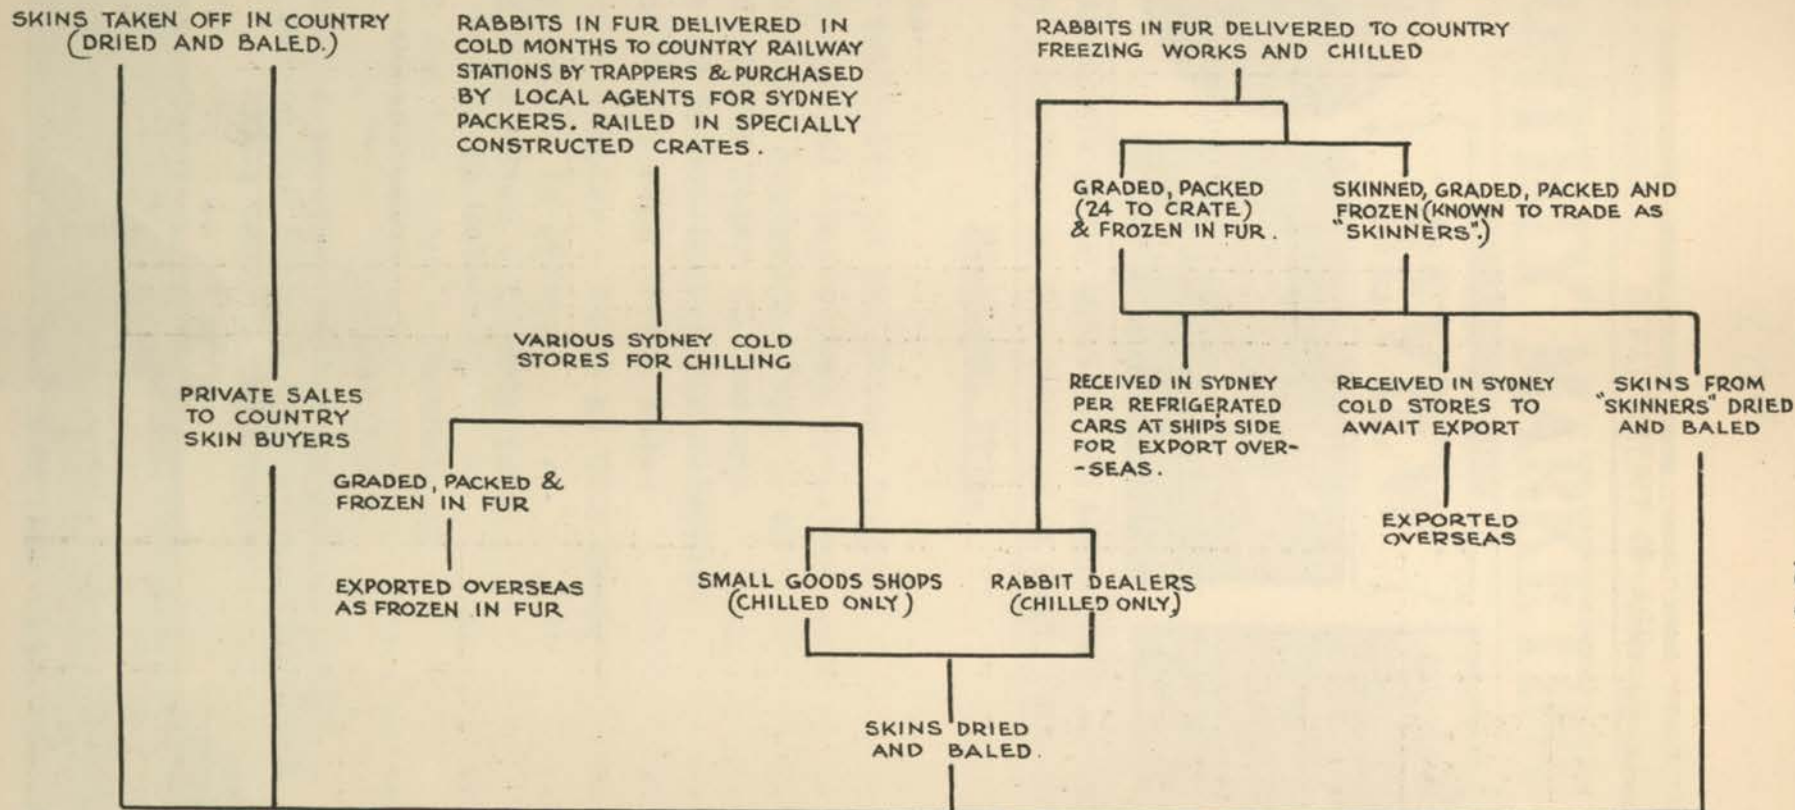 SKINS TAKEN OFF IN COUNTRY
(DRIED AND BALED.)
RABBITS IN FUR DELIVERED IN
COLD MONTHS TO COUNTRY RAILWAY
STATIONS BY TRAPPERS & PURCHASED
BY LOCAL AGENTS FOR SYDNEY
PACKERS. RAILED IN SPECIALLY
CONSTRUCTED CRATES.
RABBITS IN FUR DELIVERED TO COUNTRY
FREEZING WORKS AND CHILLED
GRADED, PACKED
(24 TO CRATE)
& FROZEN IN FUR.
SKINNED, GRADED, PACKED AND
FROZEN (KNOWN TO TRADE AS
"SKINNERS".)
VARIOUS SYDNEY COLD
STORES FOR CHILLING
PRIVATE SALES
TO COUNTRY
SKIN BUYERS
RECEIVED IN SYDNEY
PER REFRIGERATED
CARS AT SHIPS SIDE
FOR EXPORT OVER-
-SEAS.
RECEIVED IN SYDNEY
COLD STORES TO
AWAIT EXPORT
SKINS FROM
"SKINNERS" DRIED
AND BALED
GRADED, PACKED &
FROZEN IN FUR
EXPORTED
OVERSEAS
EXPORTED OVERSEAS
AS FROZEN IN FUR
SMALL GOODS SHOPS
(CHILLED ONLY)
RABBIT DEALERS
(CHILLED ONLY)
SKINS DRIED
AND BALED.